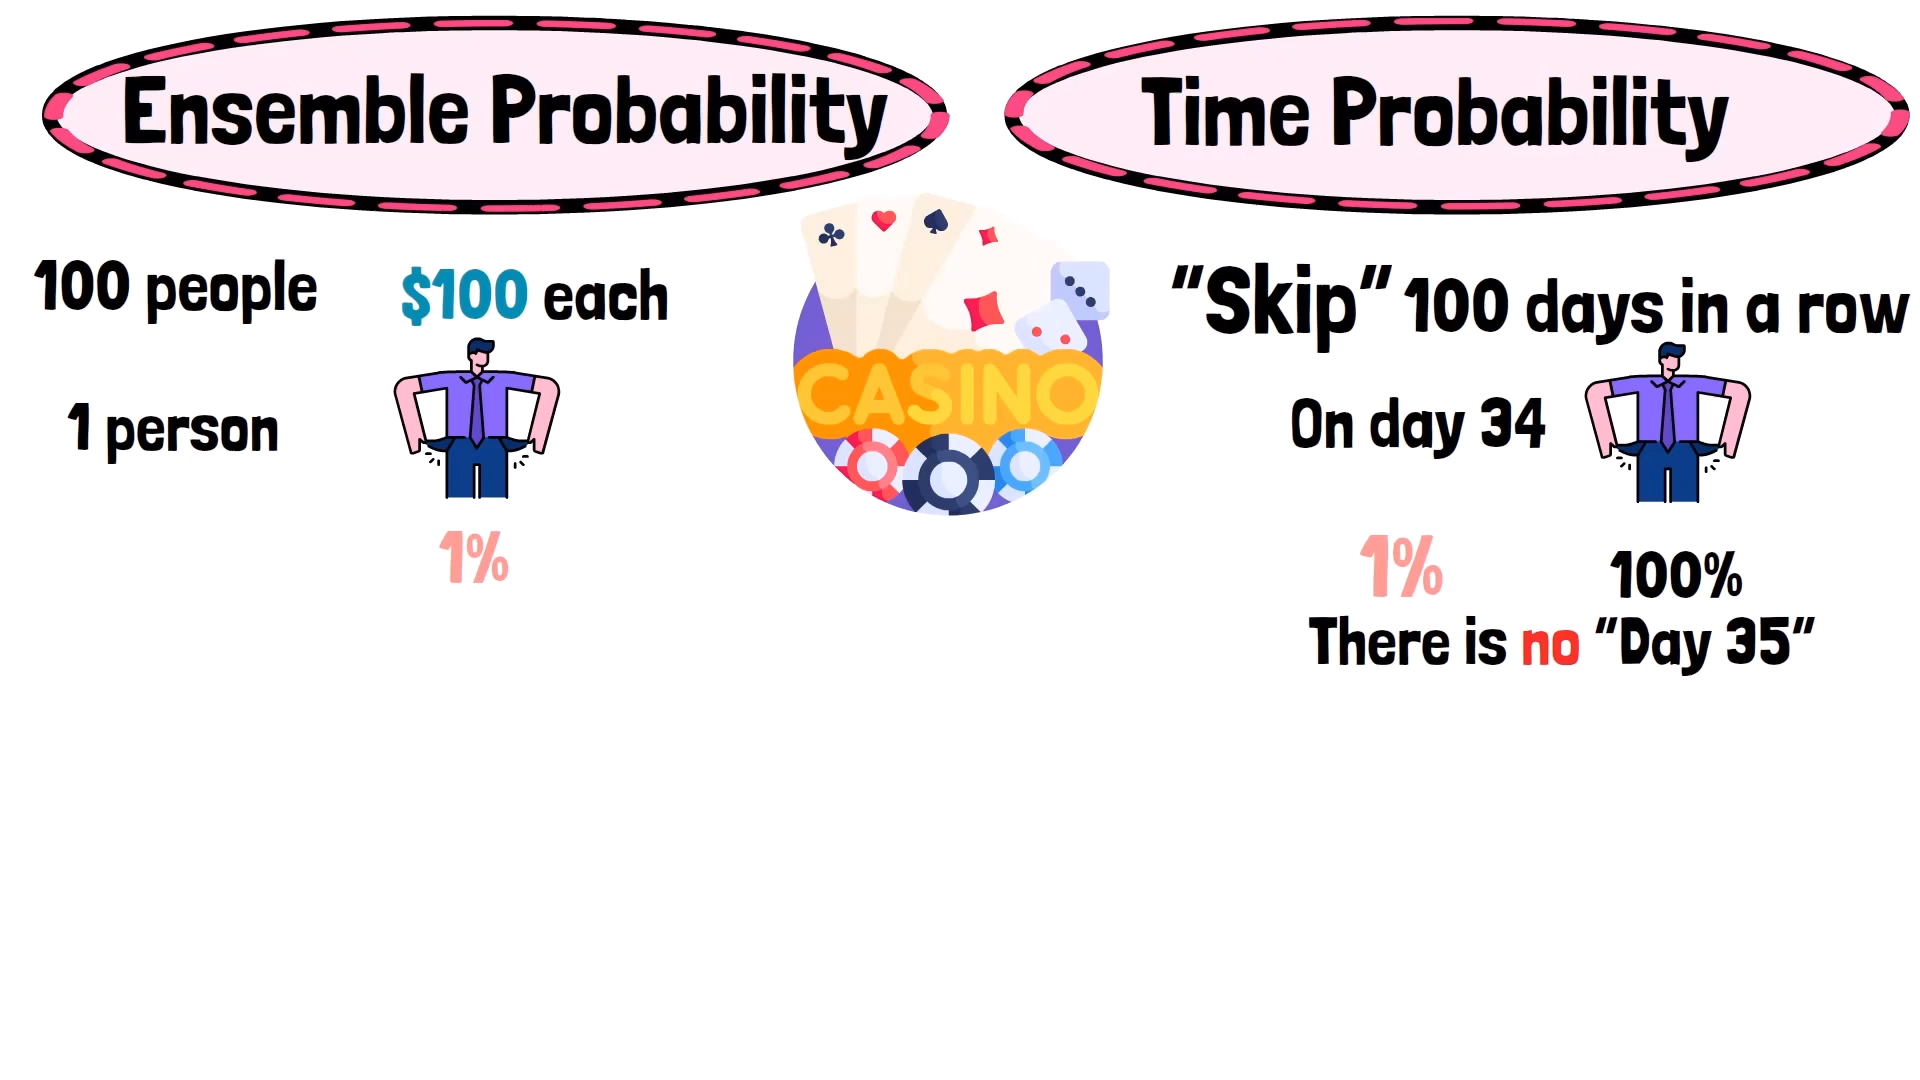 Ensemble Probability
100 people
$100 each
1 person
1%
CASINO
Time Probability
“Skip” 100 days in a row
On day 34
1%
100%
There is no “Day 35”